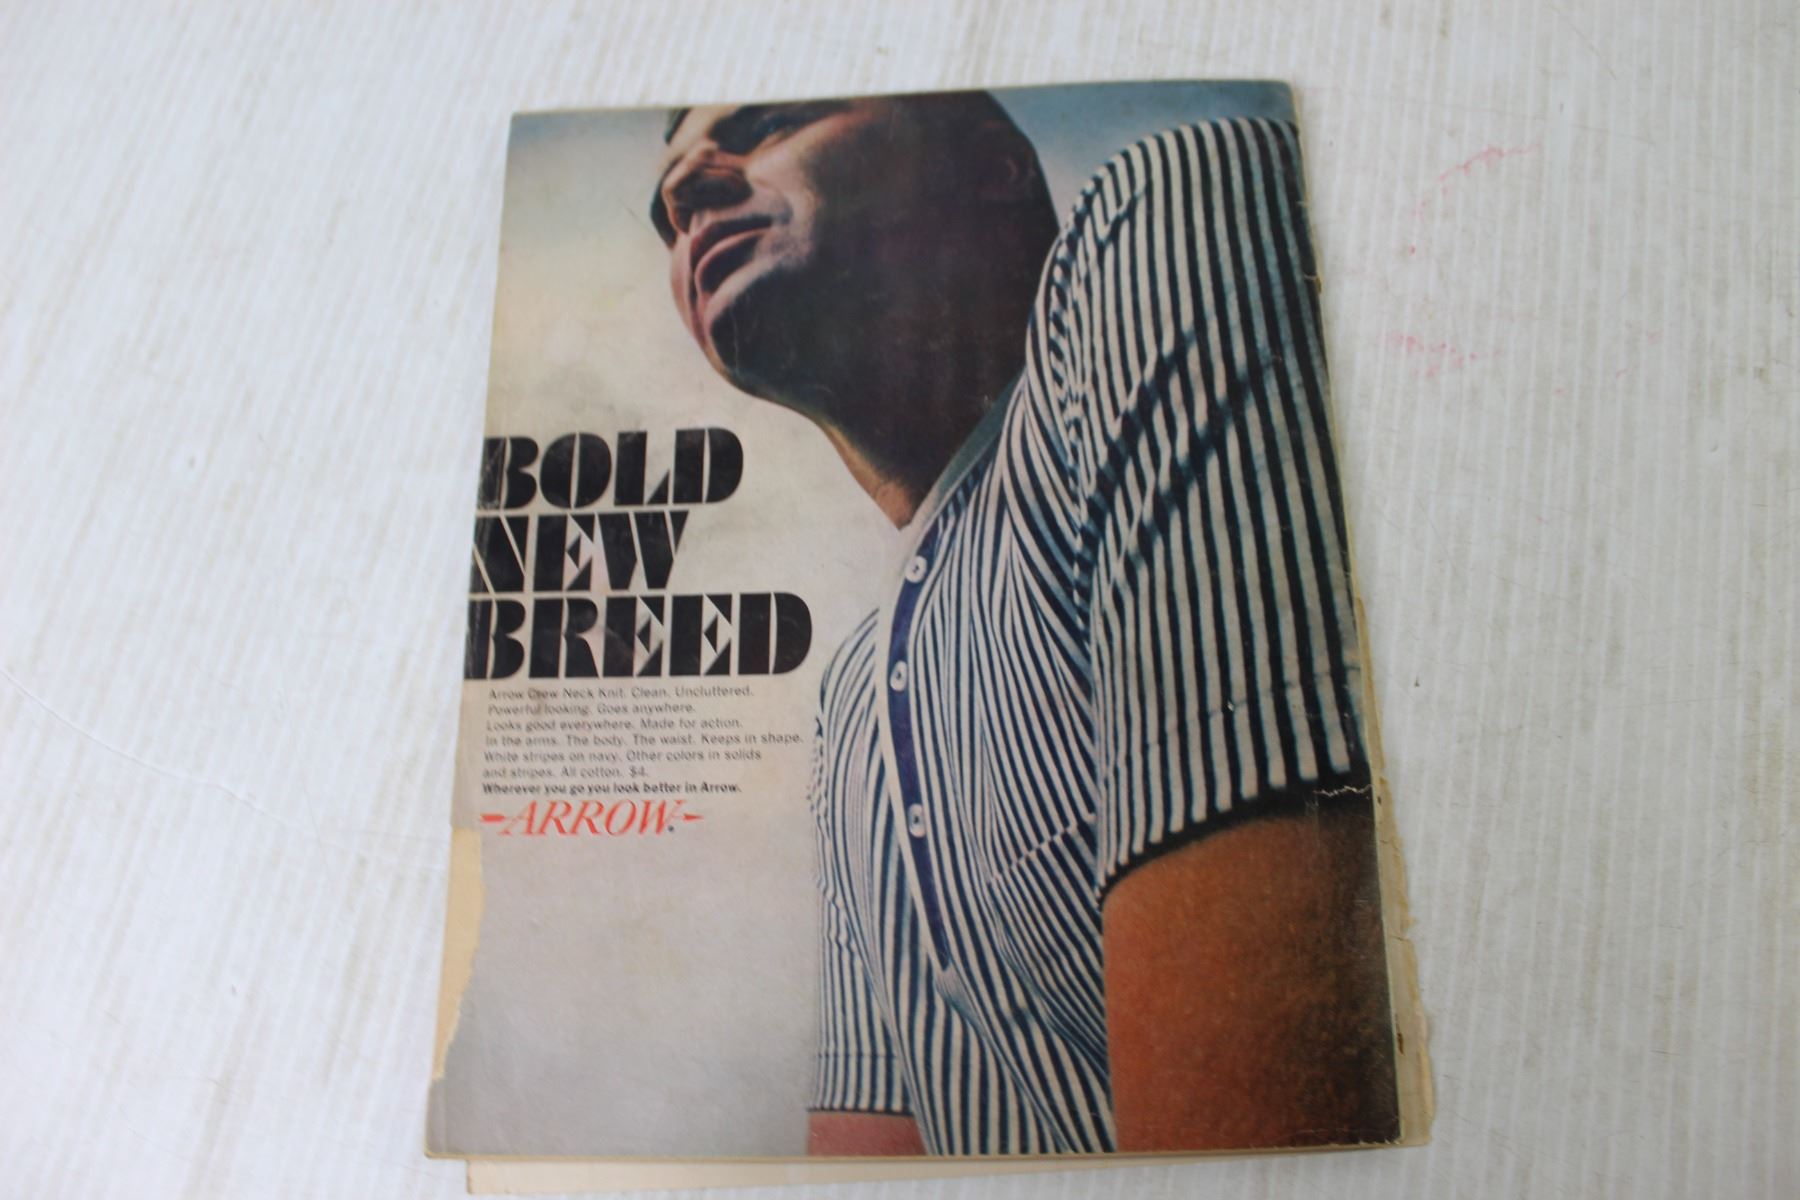 BOLD
NEW
BREED
Arrow Crew Neck Knit. Clean. Uncluttered.
Powerful looking. Goes anywhere.
Looks good everywhere. Made for action.
In the arms. The body. The waist. Keeps in shape.
White stripes on navy. Other colors in solids
and stripes. All cotton. $4.
Wherever you go you look better in Arrow.
ARROW